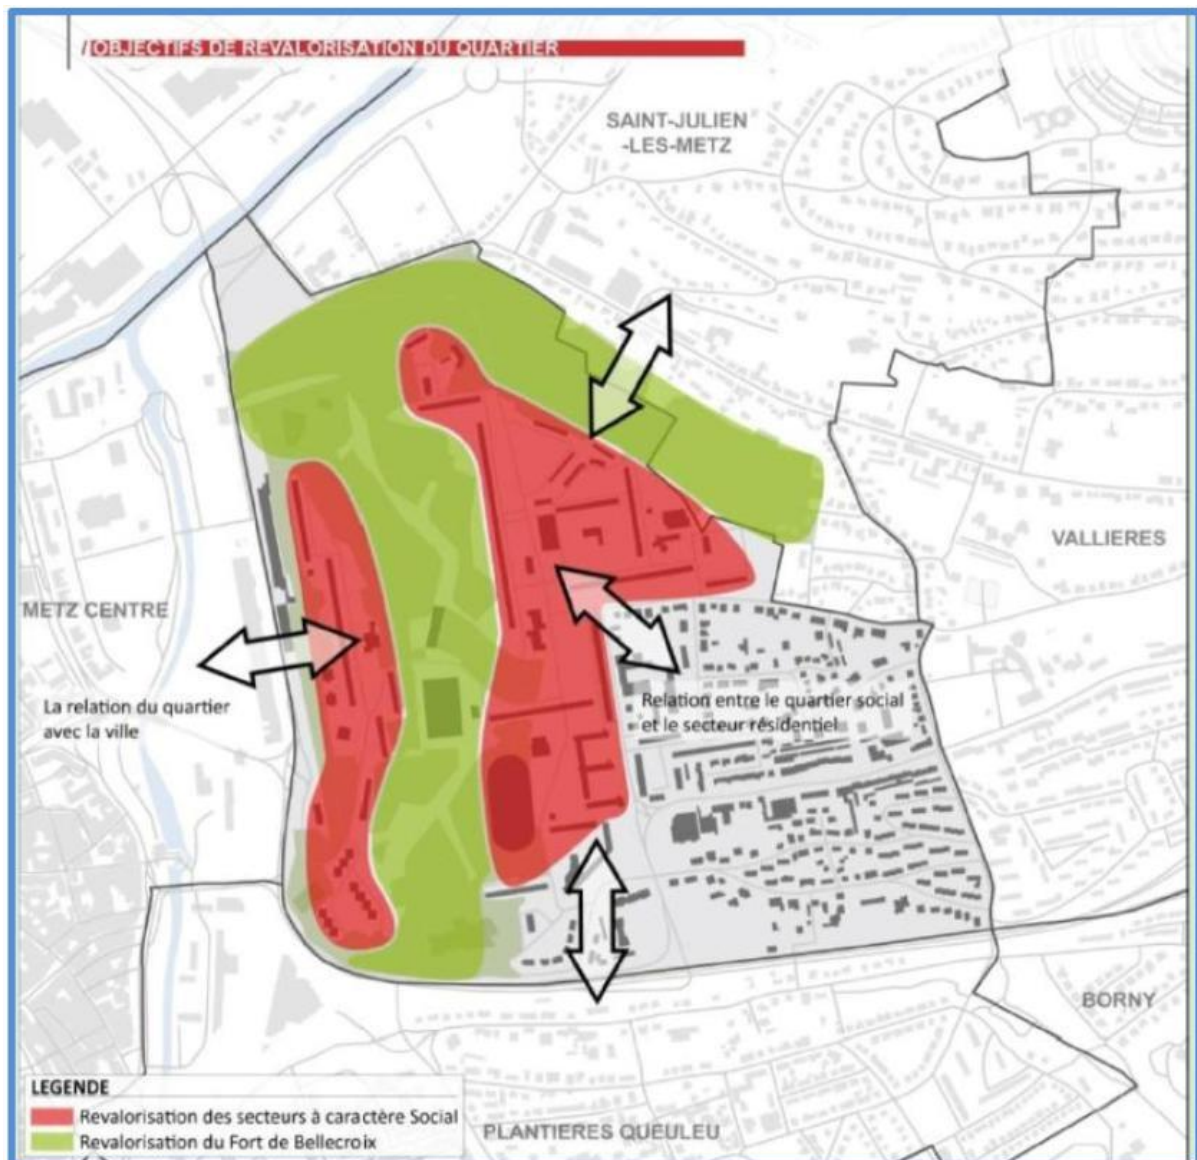 /OBJECTIFS DE REVALORISATION DU QUARTIER
SAINT-JULIEN
-LES-METZ
VALLIERES
METZ CENTRE
La relation du quartier
avec la ville
Relation entre le quartier social
et le secteur résidentiel
BORNY
LEGENDE
Revalorisation des secteurs à caractère Social
Revalorisation du Fort de Bellecroix
PLANTIERES QUEULEU